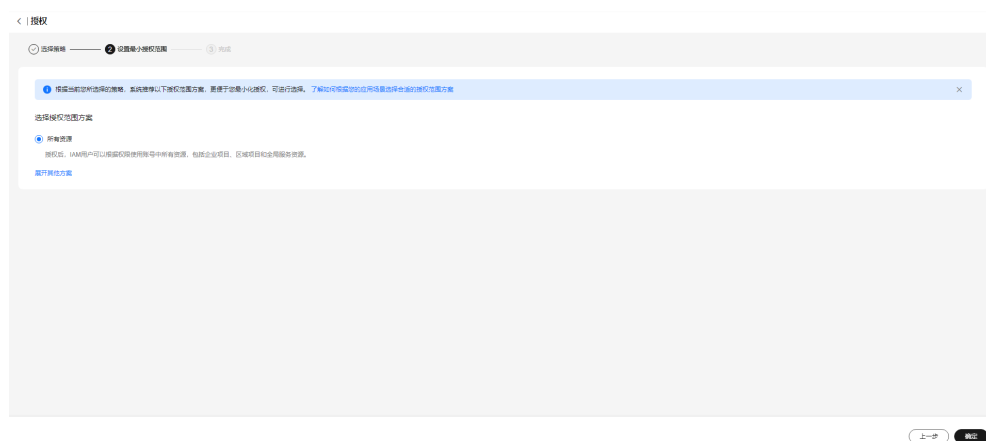 < | 授权
选择策略 2 设置最小授权范围 3 完成
根据当前您所选择的策略，系统推荐以下授权范围方案，更便于您最小化授权，可进行选择。 了解如何根据您的应用场景选择合适的授权范围方案
选择授权范围方案
所有资源
授权后，IAM用户可以根据权限使用账号中所有资源，包括企业项目、区域项目和全局服务资源。
展开其他方案
上一步 确定